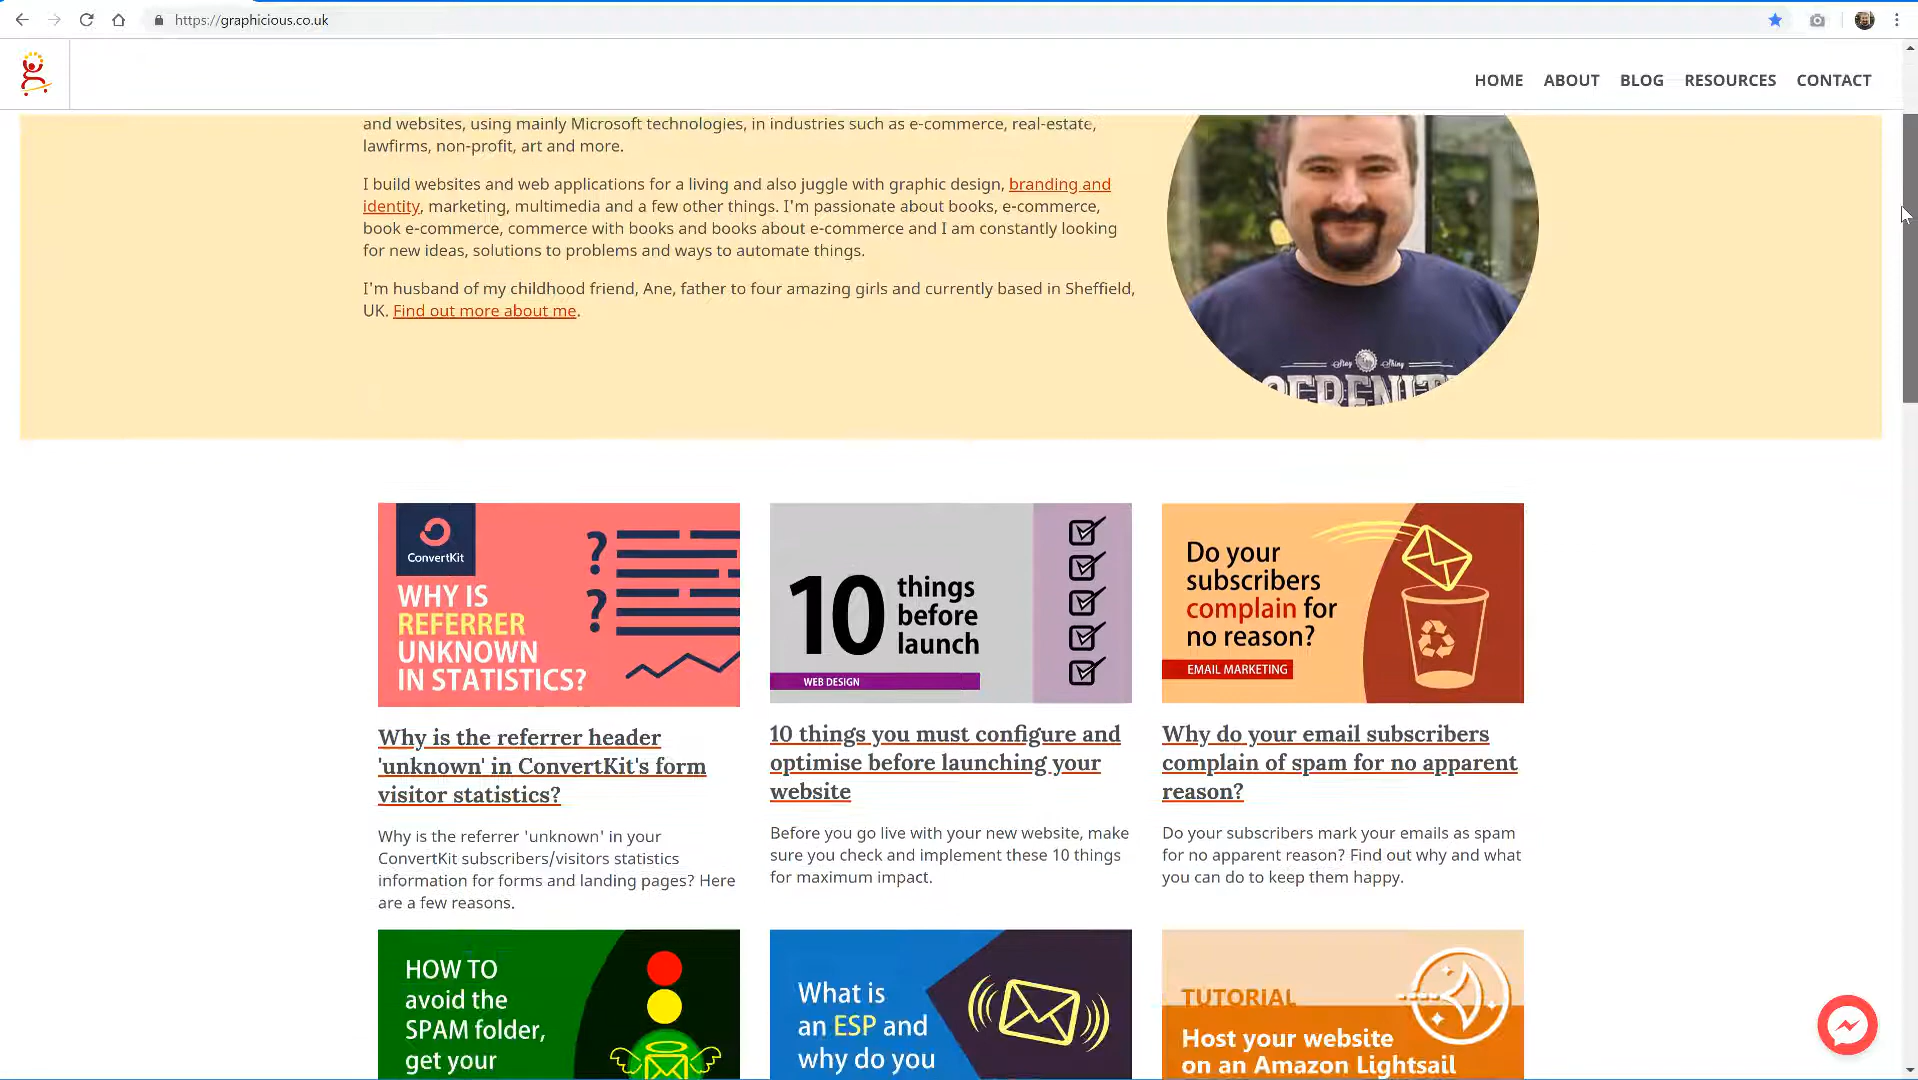 https://graphicious.co.uk
HOME ABOUT BLOG RESOURCES CONTACT
and websites, using mainly Microsoft technologies, in industries such as e-commerce, real-estate,
lawfirms, non-profit, art and more.
I build websites and web applications for a living and also juggle with graphic design, branding and
identity, marketing, multimedia and a few other things. I'm passionate about books, e-commerce,
book e-commerce, commerce with books and books about e-commerce and I am constantly looking
for new ideas, solutions to problems and ways to automate things.
I'm husband of my childhood friend, Ane, father to four amazing girls and currently based in Sheffield,
UK. Find out more about me.
Stay Shiny
SERENITY
ConvertKit
WHY IS
REFERRER
UNKNOWN
IN STATISTICS?
Why is the referrer header
'unknown' in ConvertKit's form
visitor statistics?
Why is the referrer 'unknown' in your
ConvertKit subscribers/visitors statistics
information for forms and landing pages? Here
are a few reasons.
10 things
before
launch
WEB DESIGN
10 things you must configure and
optimise before launching your
website
Before you go live with your new website, make
sure you check and implement these 10 things
for maximum impact.
Do your
subscribers
complain for
no reason?
EMAIL MARKETING
Why do your email subscribers
complain of spam for no apparent
reason?
Do your subscribers mark your emails as spam
for no apparent reason? Find out why and what
you can do to keep them happy.
HOW TO
avoid the
SPAM folder,
get your
What is
an ESP and
why do you
TUTORIAL
Host your website
on an Amazon Lightsail